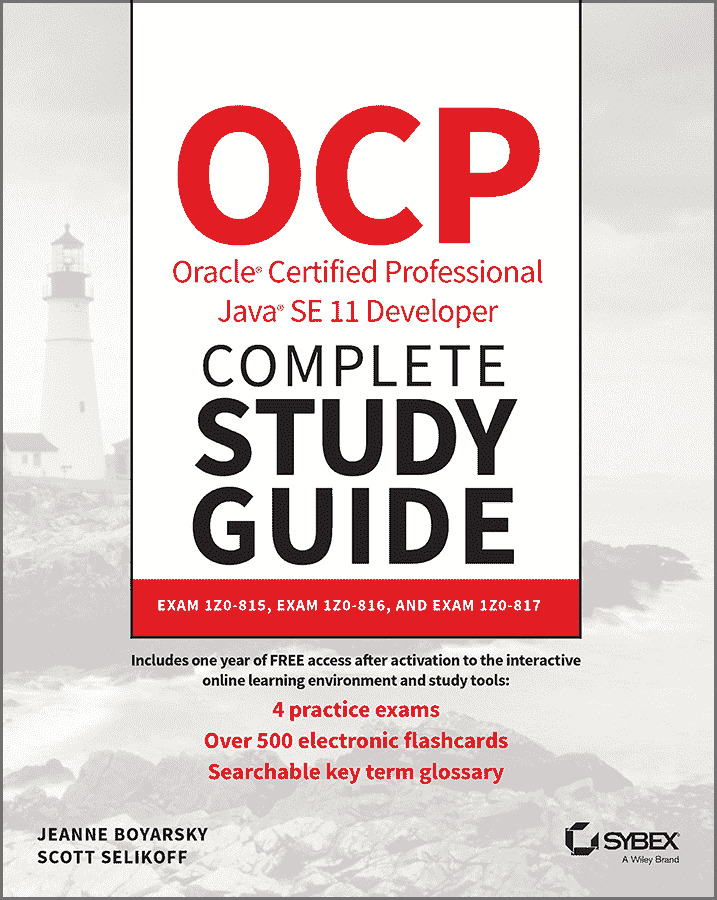 OCP
Oracle® Certified Professional
Java® SE 11 Developer
COMPLETE
STUDY
GUIDE
EXAM 1Z0-815, EXAM 1Z0-816, AND EXAM 1Z0-817
Includes one year of FREE access after activation to the interactive
online learning environment and study tools:
4 practice exams
Over 500 electronic flashcards
Searchable key term glossary
JEANNE BOYARSKY
SCOTT SELIKOFF
SYBEX®
A Wiley Brand